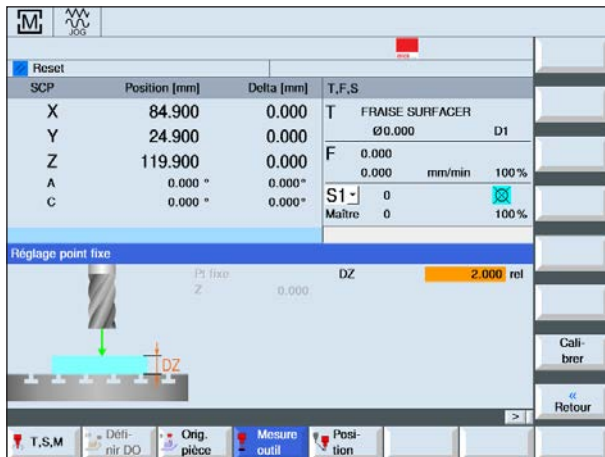 M
JOG
Reset
SCP Position [mm] Delta [mm] T,F,S
X 84.900 0.000 T FRAISE SURFACER
Ø0.000 D1
Y 24.900 0.000
Z 119.900 0.000 F 0.000
0.000 mm/min 100%
A 0.000 ° 0.000°
C 0.000 ° 0.000° S1 0
Maître 0 100%
Réglage point fixe
Pt fixe DZ 2.000 rel
Z 0.000
DZ
Cali-
brer
«
Retour
>
T,S,M
Défi-
nir DO
Orig.
pièce
Mesure
outil
Posi-
tion